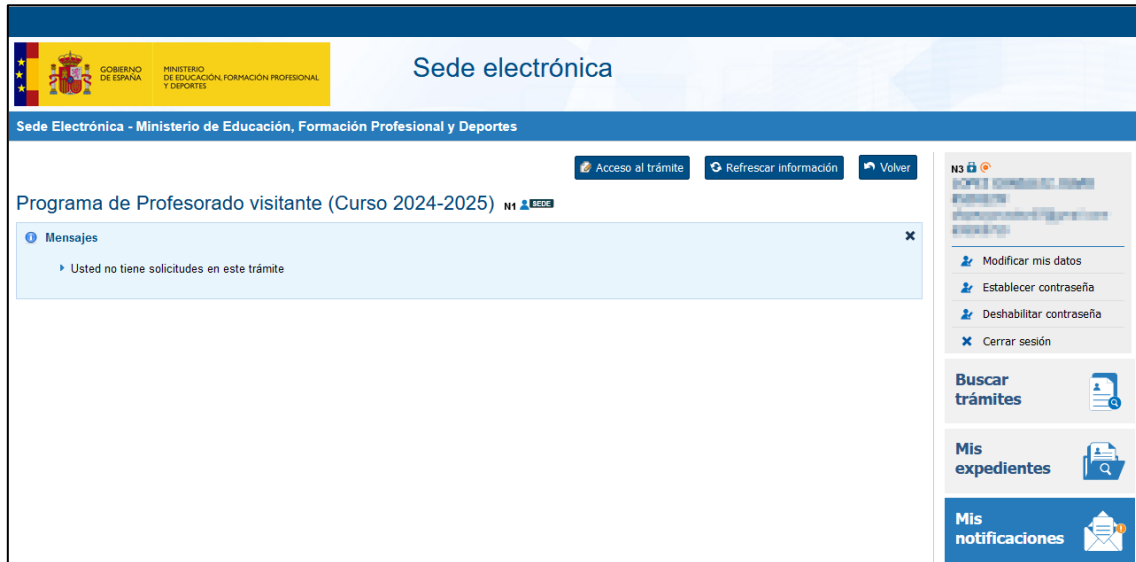 GOBIERNO
DE ESPAÑA
MINISTERIO
DE EDUCACIÓN, FORMACIÓN PROFESIONAL
Y DEPORTES
Sede electrónica
Sede Electrónica - Ministerio de Educación, Formación Profesional y Deportes
Acceso al trámite
Refrescar información
Volver
Programa de Profesorado visitante (Curso 2024-2025) N1 SEDE
Mensajes
Usted no tiene solicitudes en este trámite
N3
Modificar mis datos
Establecer contraseña
Deshabilitar contraseña
Cerrar sesión
Buscar
trámites
Mis
expedientes
Mis
notificaciones